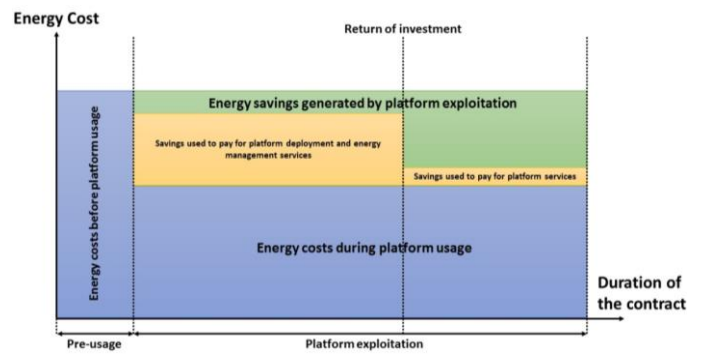 Energy Cost
Return of investment
Energy savings generated by platform exploitation
Energy costs before platform usage
Savings used to pay for platform deployment and energy
management services
Savings used to pay for platform services
Energy costs during platform usage
Duration of
the contract
Pre-usage
Platform exploitation